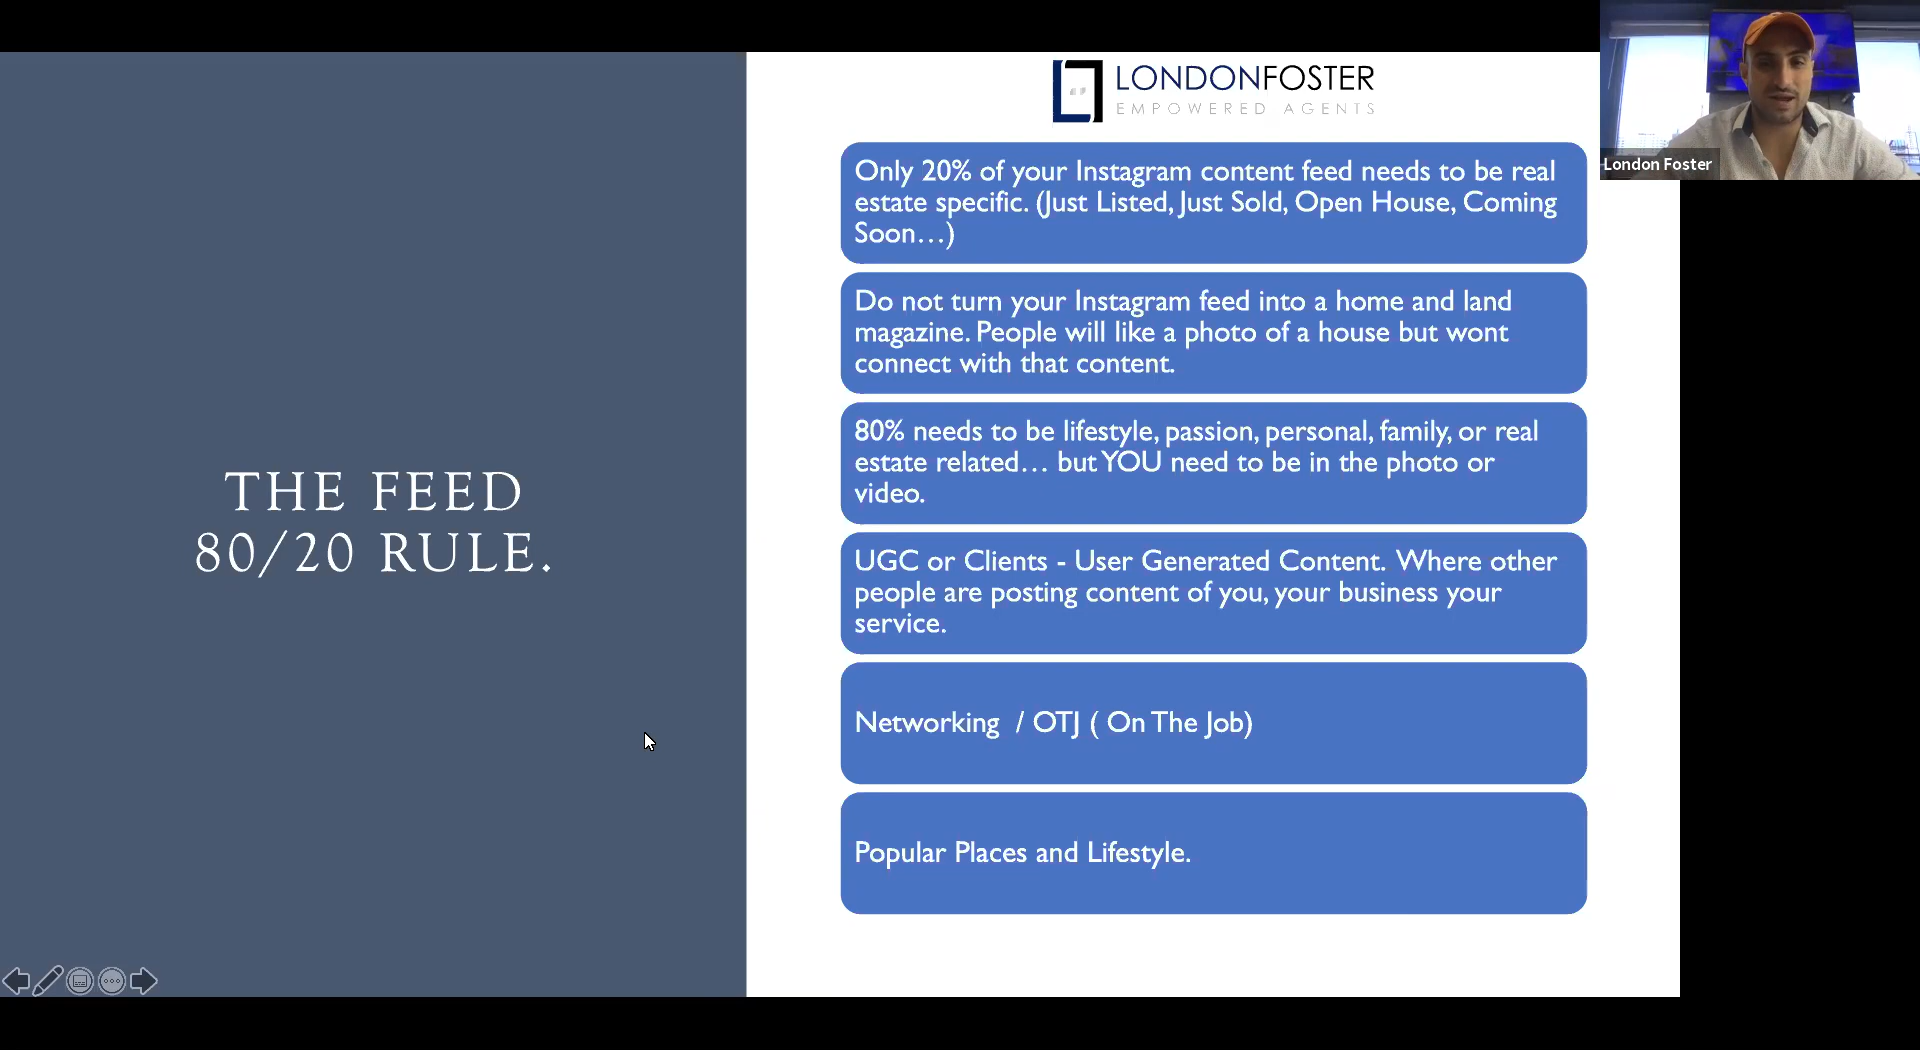 THE FEED
80/20 RULE.
LONDONFOSTER
EMPOWERED AGENTS
Only 20% of your Instagram content feed needs to be real
estate specific. (Just Listed, Just Sold, Open House, Coming
Soon…)
Do not turn your Instagram feed into a home and land
magazine. People will like a photo of a house but wont
connect with that content.
80% needs to be lifestyle, passion, personal, family, or real
estate related… but YOU need to be in the photo or
video.
UGC or Clients - User Generated Content. Where other
people are posting content of you, your business your
service.
Networking / OTJ ( On The Job)
Popular Places and Lifestyle.
London Foster